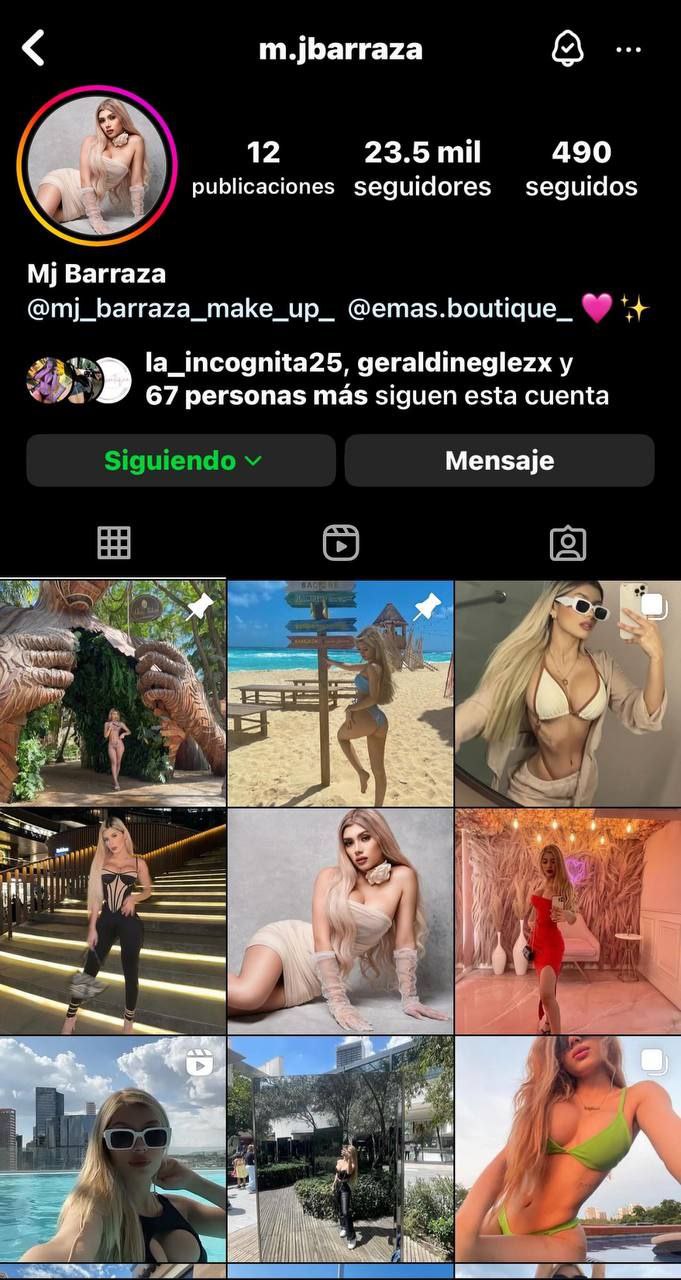 m.jbarraza
12 23.5 mil 490
publicaciones seguidores seguidos
Mj Barraza
@mj_barraza_make_up_ @emas.boutique_ 🩷✨
la_incognita25, geraldineglezx y
67 personas más siguen esta cuenta
Siguiendo Mensaje